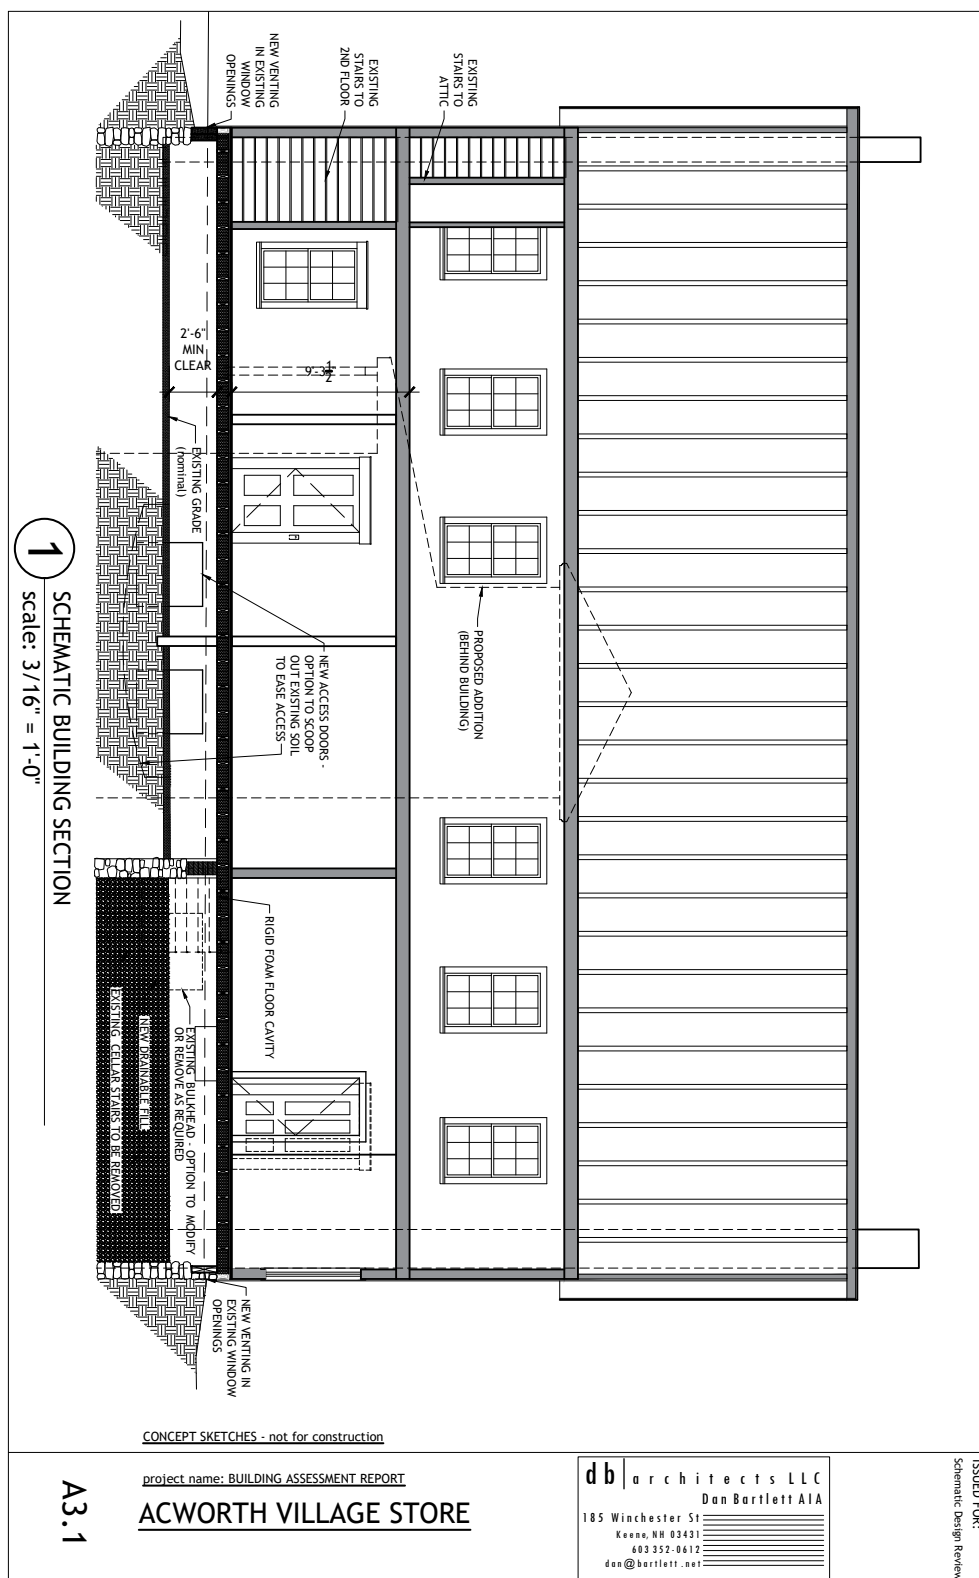 NEW VENTING
IN EXISTING
WINDOW
OPENINGS
EXISTING
STAIRS TO
2ND FLOOR
EXISTING
STAIRS TO
ATTIC
2'-6"
MIN
CLEAR
9'-3 1/2"
EXISTING GRADE
(nominal)
PROPOSED ADDITION
(BEHIND BUILDING)
NEW ACCESS DOORS -
OPTION TO SCOOP
OUT EXISTING SOIL
TO EASE ACCESS
RIGID FOAM FLOOR CAVITY
EXISTING BULKHEAD - OPTION TO MODIFY
OR REMOVE AS REQUIRED
NEW DRAINABLE FILL
EXISTING CELLAR STAIRS TO BE REMOVED
NEW VENTING IN
EXISTING WINDOW
OPENINGS
1
SCHEMATIC BUILDING SECTION
scale: 3/16" = 1'-0"
CONCEPT SKETCHES - not for construction
project name: BUILDING ASSESSMENT REPORT
ACWORTH VILLAGE STORE
A3.1
db architects LLC
Dan Bartlett AIA
185 Winchester St
Keene, NH 03431
603 352-0612
dan@bartlett.net
ISSUED FOR:
Schematic Design Review